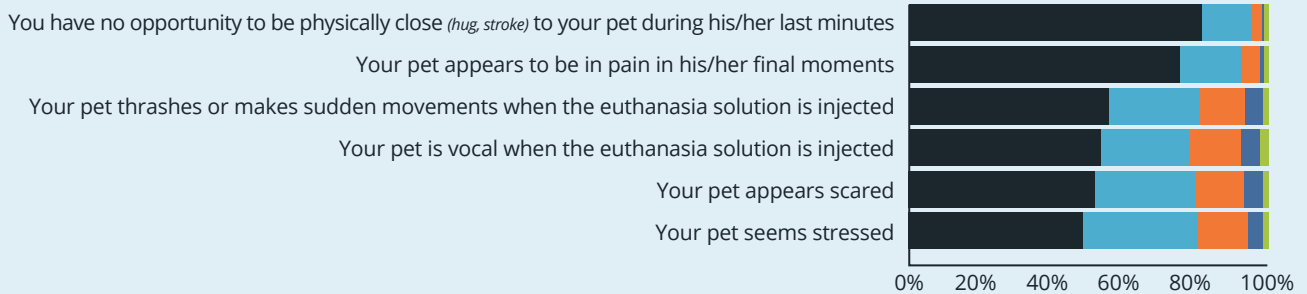 You have no opportunity to be physically close (hug, stroke) to your pet during his/her last minutes
Your pet appears to be in pain in his/her final moments
Your pet thrashes or makes sudden movements when the euthanasia solution is injected
Your pet is vocal when the euthanasia solution is injected
Your pet appears scared
Your pet seems stressed
0% 20% 40% 60% 80% 100%